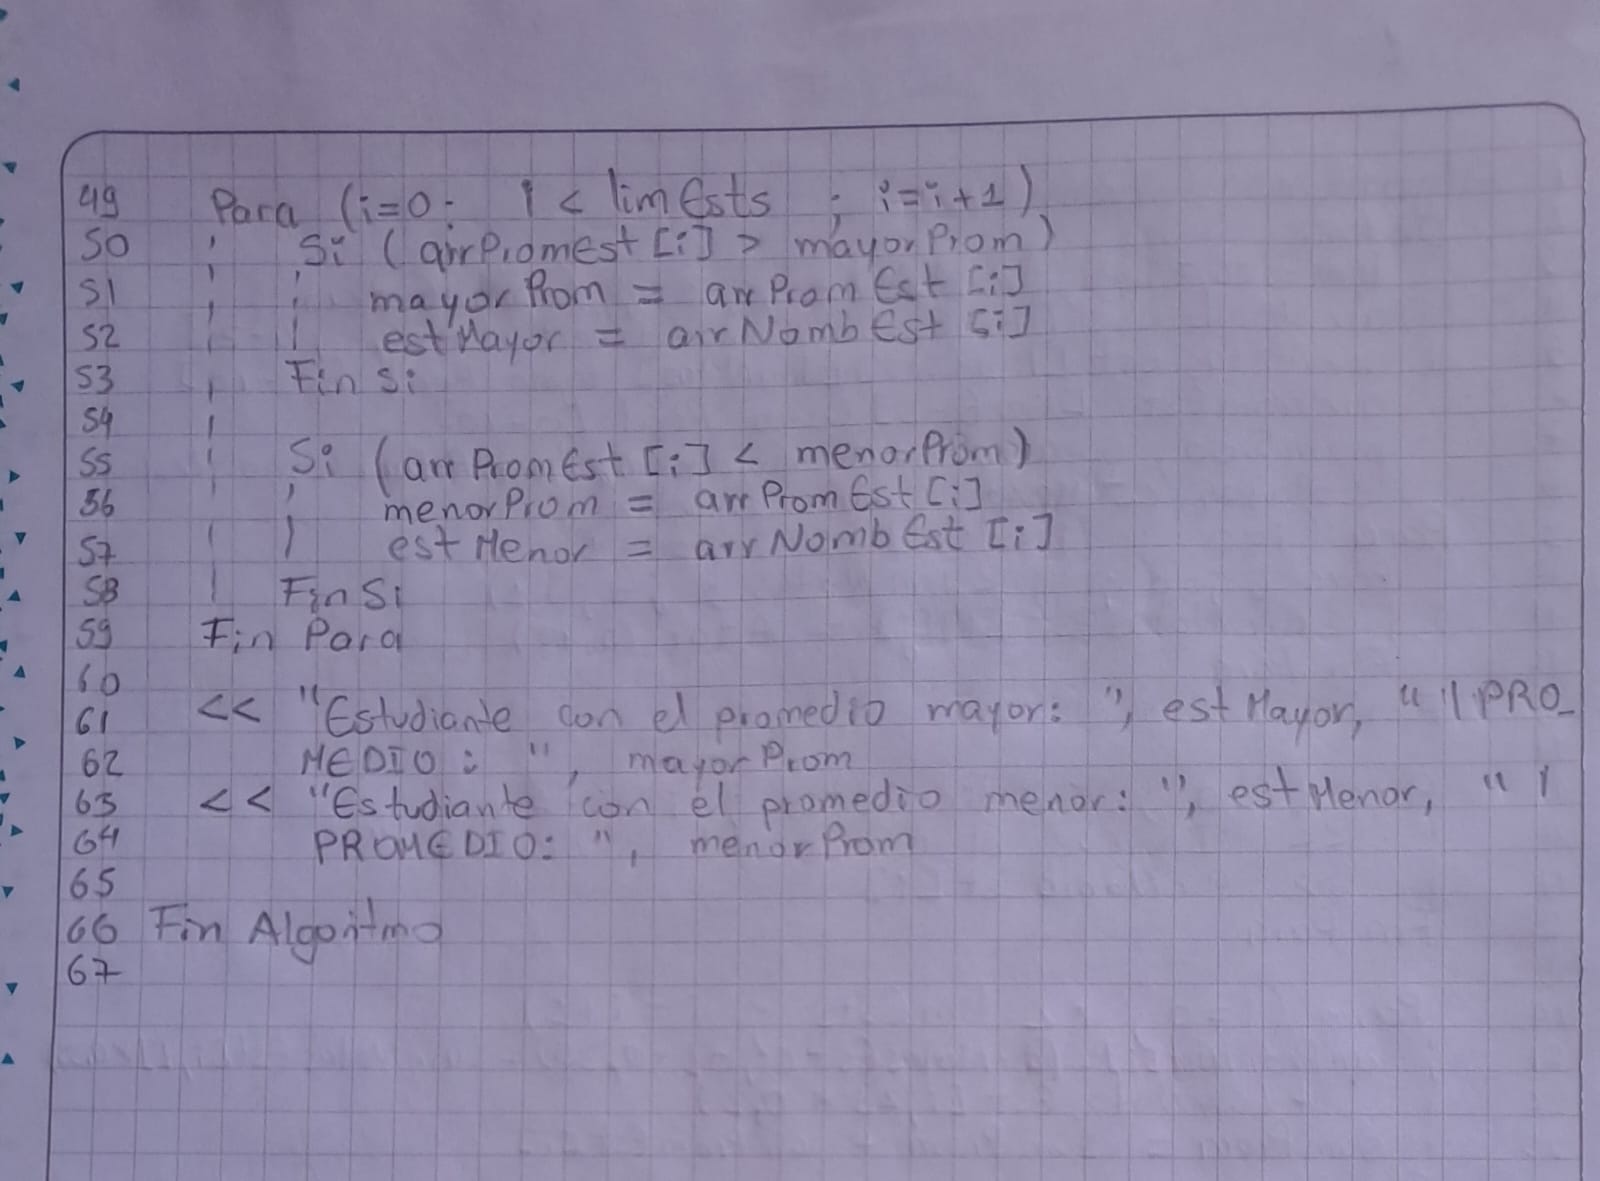 49 Para (i=0; i < limEsts ; i=i+1)
50 Si (arrPromest [i] > mayorProm)
51 mayorProm = arrPromEst [i]
52 estMayor = arrNombEst [i]
53 Fin Si
54
55 Si (arrPromEst [i] < menorProm)
56 menorProm = arrPromEst [i]
57 estMenor = arrNombEst [i]
58 Fin Si
59 Fin Para
60
61 << "Estudiante con el promedio mayor: ", estMayor, " | PRO_
62 MEDIO : ", mayorProm
63 << "Estudiante con el promedio menor: ", estMenor, " |
64 PROMEDIO: ", menorProm
65
66 Fin Algoritmo
67